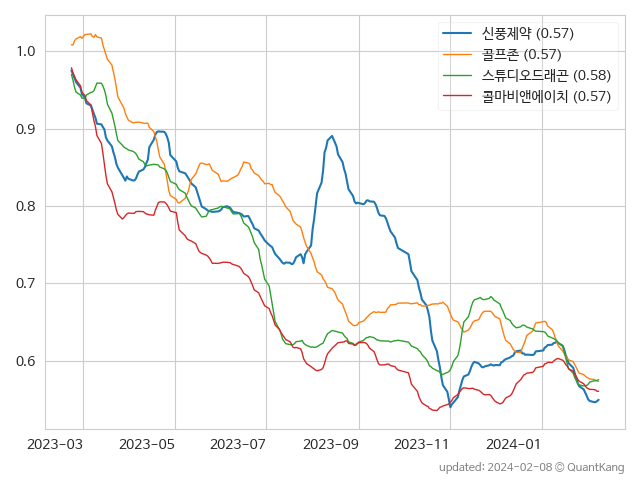 신풍제약 (0.57)
골프존 (0.57)
스튜디오드래곤 (0.58)
콜마비앤에이치 (0.57)
1.0
0.9
0.8
0.7
0.6
2023-03 2023-05 2023-07 2023-09 2023-11 2024-01
updated: 2024-02-08 © QuantKang